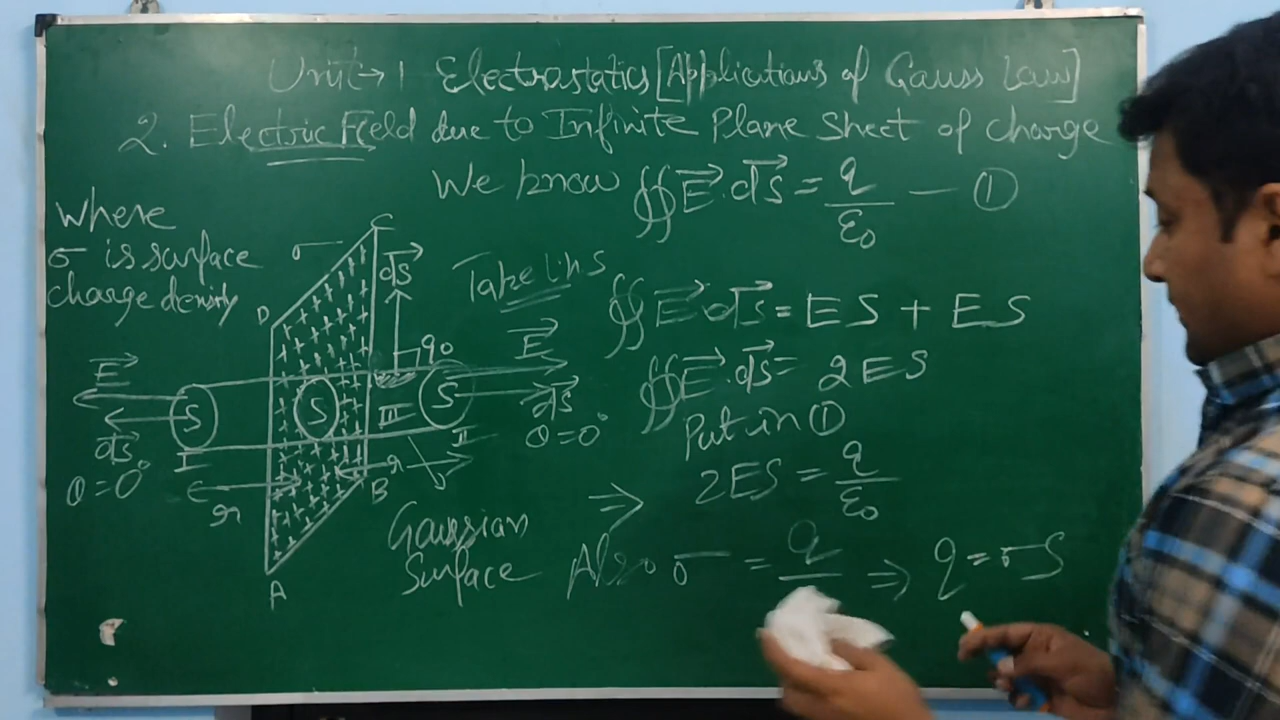 Unit → 1 Electrostatics [Applications of Gauss Law]
2. Electric Field due to Infinite Plane Sheet of charge
We know ∯ E⃗ . dS⃗ = q/ε₀ — ①
Where
σ is surface
charge density
σ
C
dS⃗
D
90
E⃗
E⃗
S
S
S
dS⃗
dS⃗
I
II
III
θ = 0°
θ = 0°
r
r
B
A
Gaussian
Surface
Take LHS
∯ E⃗ . dS⃗ = ES + ES
∯ E⃗ . dS⃗ = 2ES
Put in ①
⇒ 2ES = q/ε₀
Also σ = q/ ⇒ q = σS